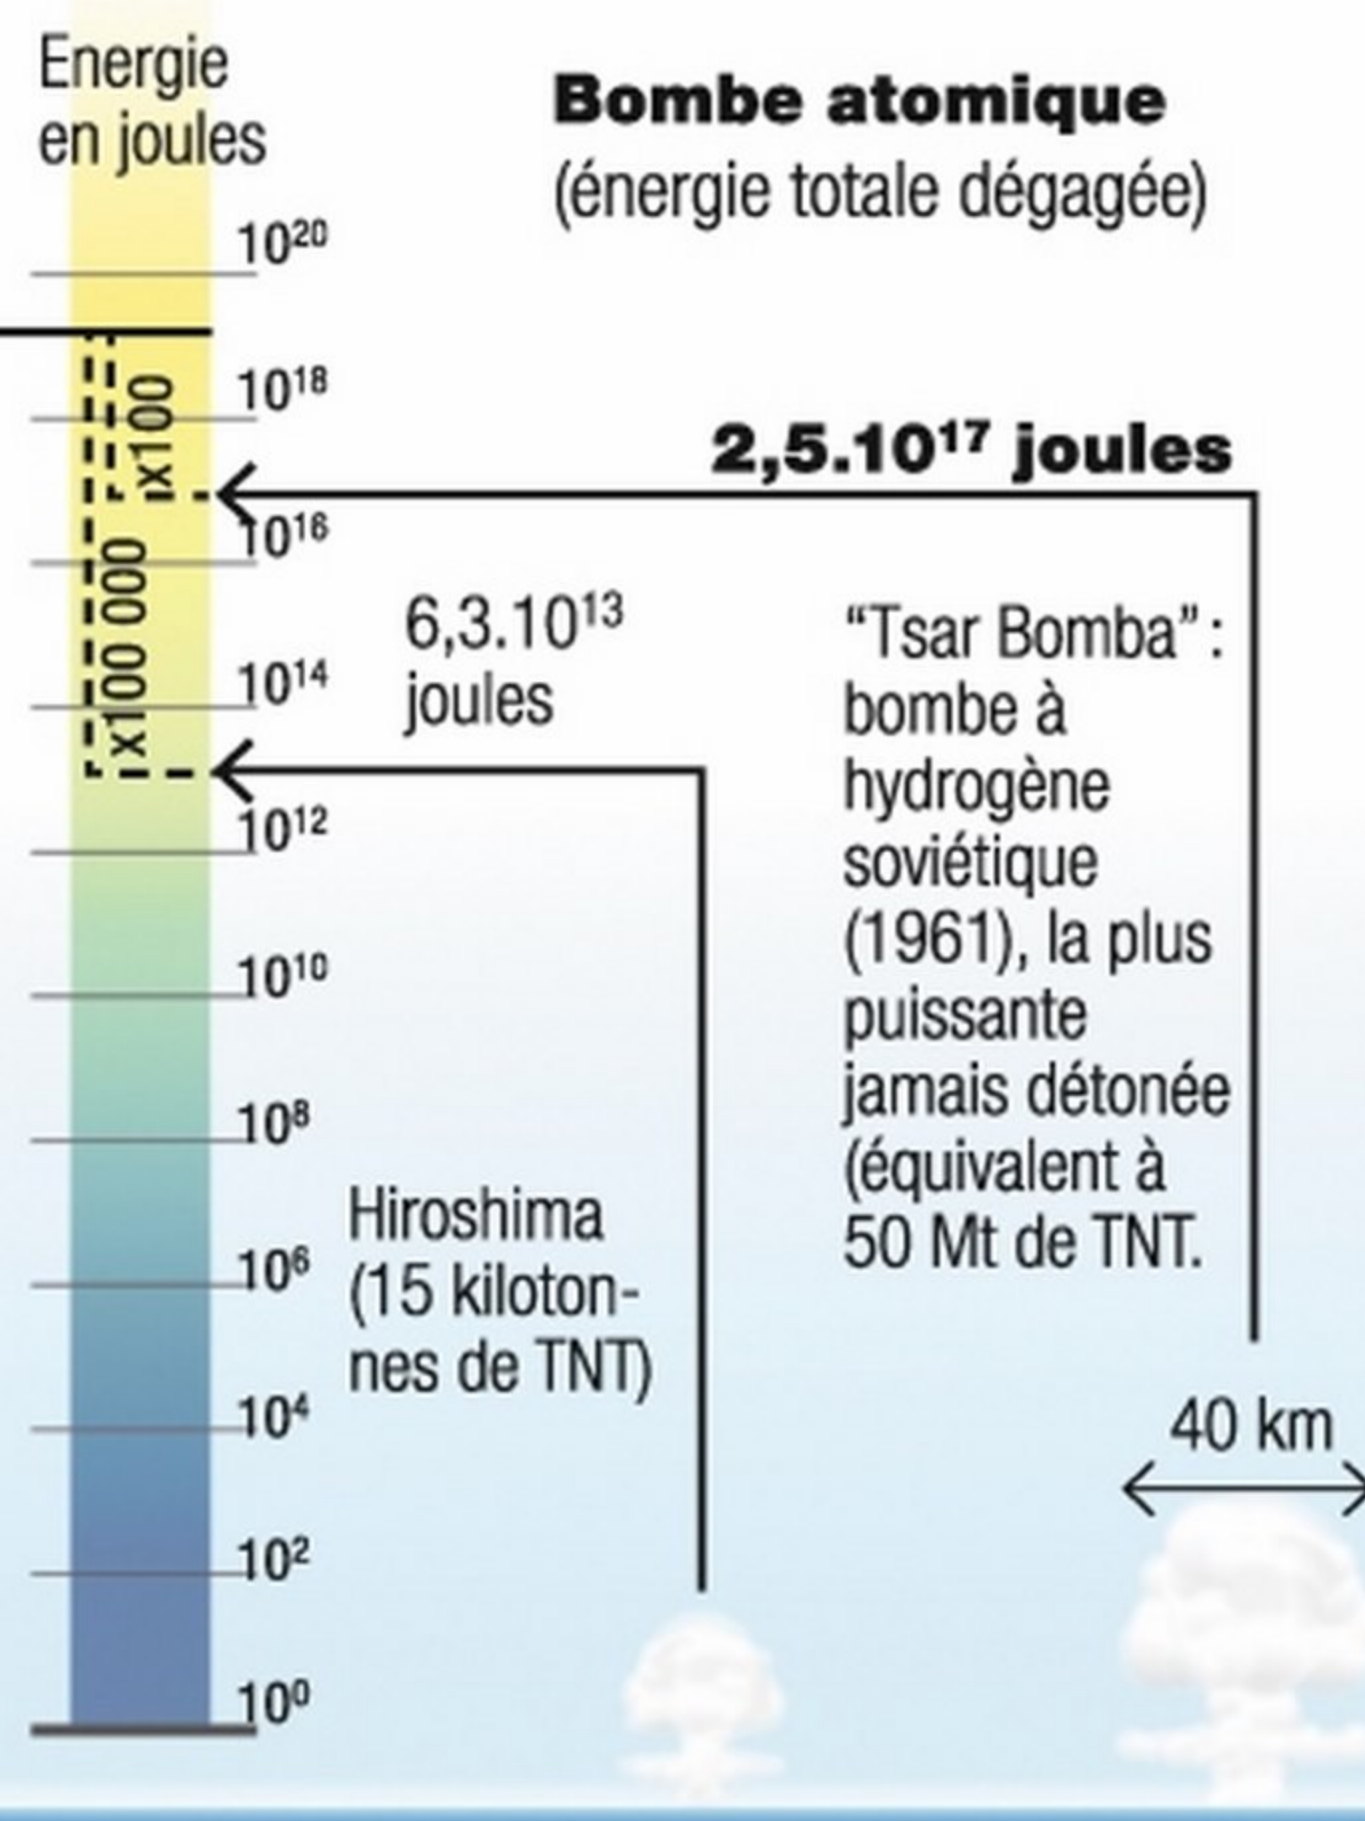 Energie
en joules
Bombe atomique
(énergie totale dégagée)
10²⁰
10¹⁸
x100
2,5.10¹⁷ joules
10¹⁶
x100 000
6,3.10¹³
joules
10¹⁴
10¹²
10¹⁰
10⁸
10⁶
10⁴
10²
10⁰
“Tsar Bomba” :
bombe à
hydrogène
soviétique
(1961), la plus
puissante
jamais détonée
(équivalent à
50 Mt de TNT.
Hiroshima
(15 kiloton-
nes de TNT)
40 km